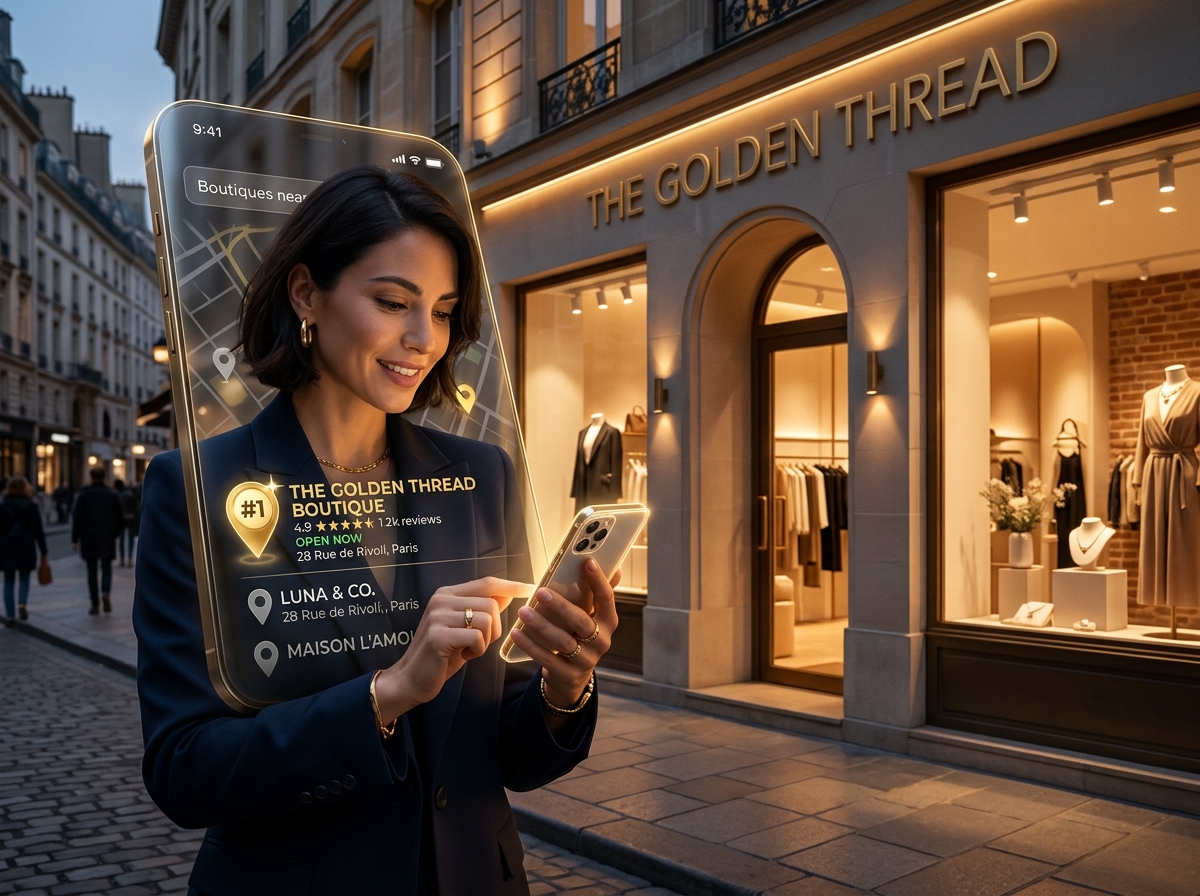 9:41
Boutiques near
THE GOLDEN THREAD
#1
THE GOLDEN THREAD
BOUTIQUE
4.9 ★★★★★ 1.2k reviews
OPEN NOW
28 Rue de Rivoli, Paris
LUNA & CO.
28 Rue de Rivoli,, Paris
MAISON L'AMOU